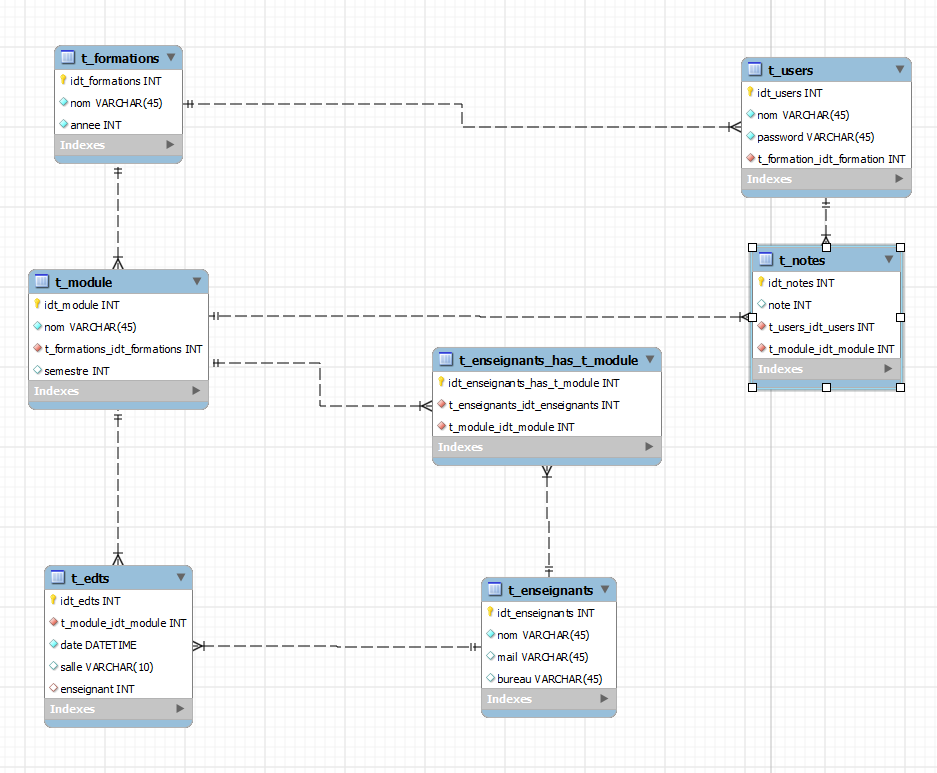 t_formations
idt_formations INT
nom VARCHAR(45)
annee INT
Indexes
t_users
idt_users INT
nom VARCHAR(45)
password VARCHAR(45)
t_formation_idt_formation INT
Indexes
t_module
idt_module INT
nom VARCHAR(45)
t_formations_idt_formations INT
semestre INT
Indexes
t_notes
idt_notes INT
note INT
t_users_idt_users INT
t_module_idt_module INT
Indexes
t_enseignants_has_t_module
idt_enseignants_has_t_module INT
t_enseignants_idt_enseignants INT
t_module_idt_module INT
Indexes
t_edts
idt_edts INT
t_module_idt_module INT
date DATETIME
salle VARCHAR(10)
enseignant INT
Indexes
t_enseignants
idt_enseignants INT
nom VARCHAR(45)
mail VARCHAR(45)
bureau VARCHAR(45)
Indexes